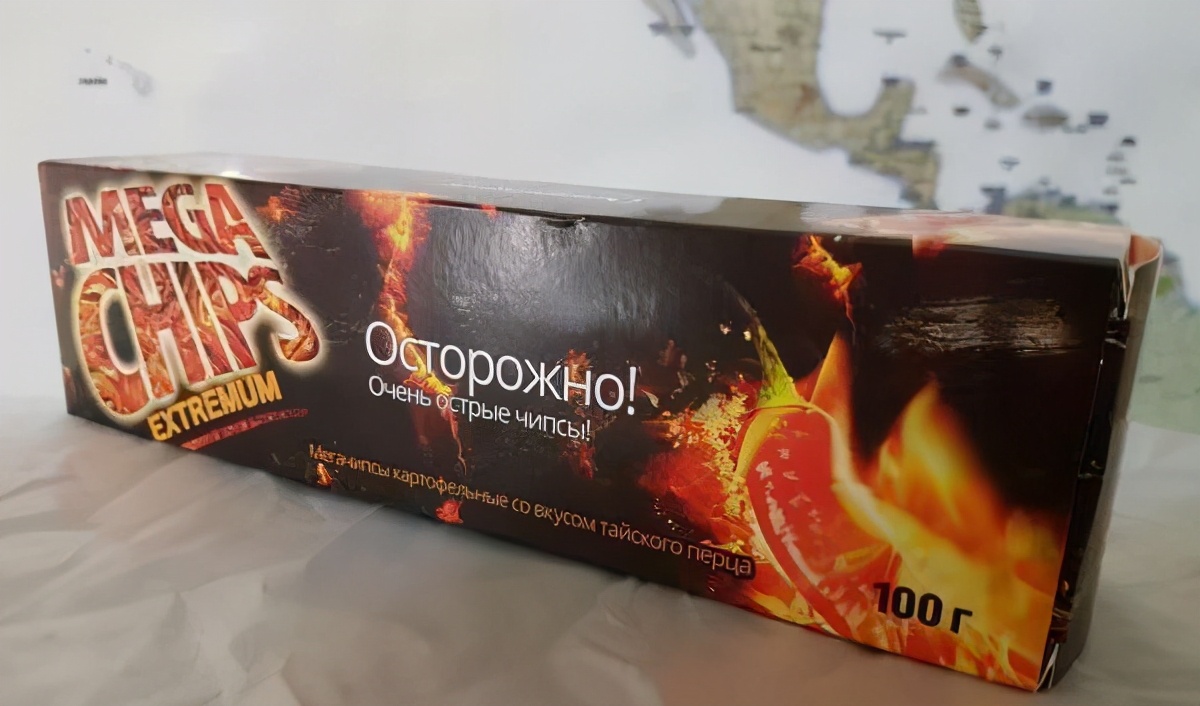 MEGA
CHIPS
EXTREMUM
Осторожно!
Очень острые чипсы!
Мегачипсы картофельные со вкусом тайского перца
100 г